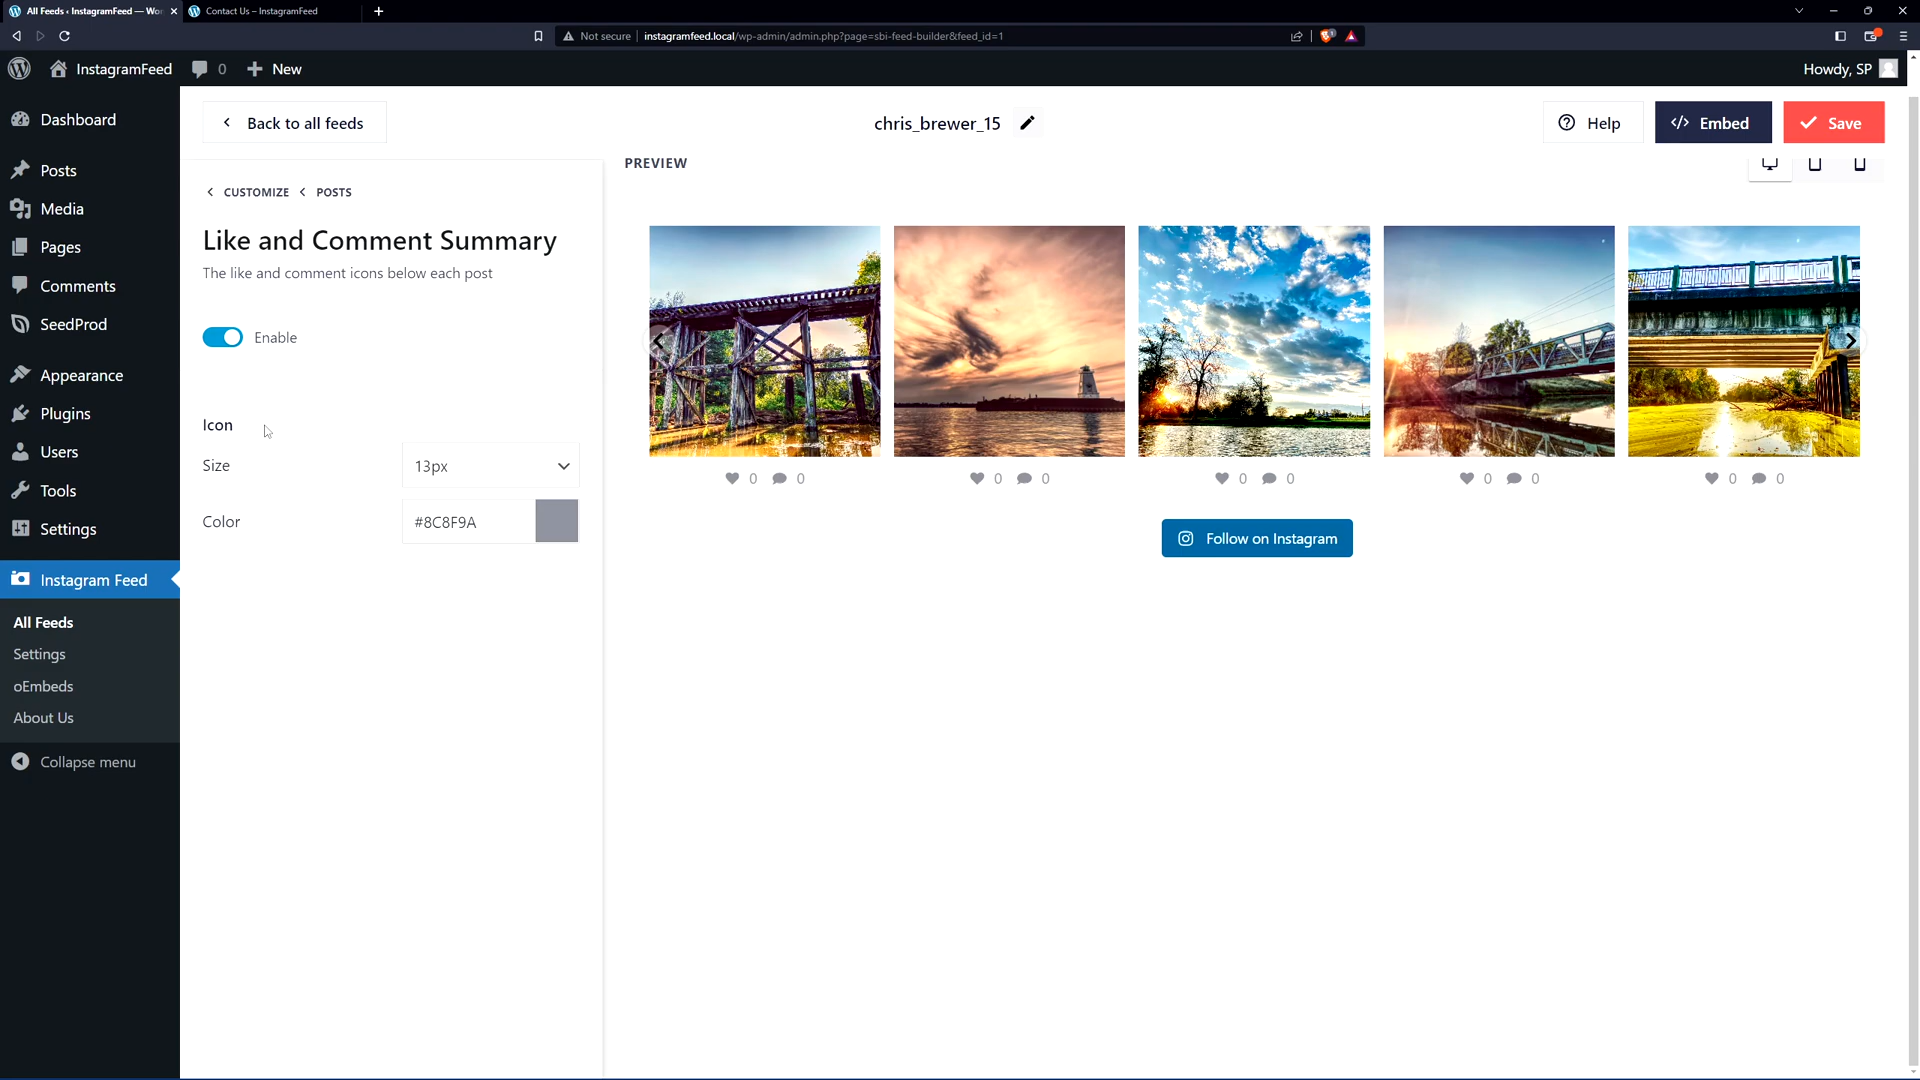 All Feeds ‹ InstagramFeed — Wor
Contact Us – InstagramFeed
Not secure
instagramfeed.local/wp-admin/admin.php?page=sbi-feed-builder&feed_id=1
InstagramFeed
0
New
Howdy, SP
Dashboard
Posts
Media
Pages
Comments
SeedProd
Appearance
Plugins
Users
Tools
Settings
Instagram Feed
All Feeds
Settings
oEmbeds
About Us
Collapse menu
Back to all feeds
chris_brewer_15
Help
Embed
Save
CUSTOMIZE
POSTS
Like and Comment Summary
The like and comment icons below each post
Enable
Icon
Size
13px
Color
#8C8F9A
PREVIEW
0 0
0 0
0 0
0 0
0 0
Follow on Instagram